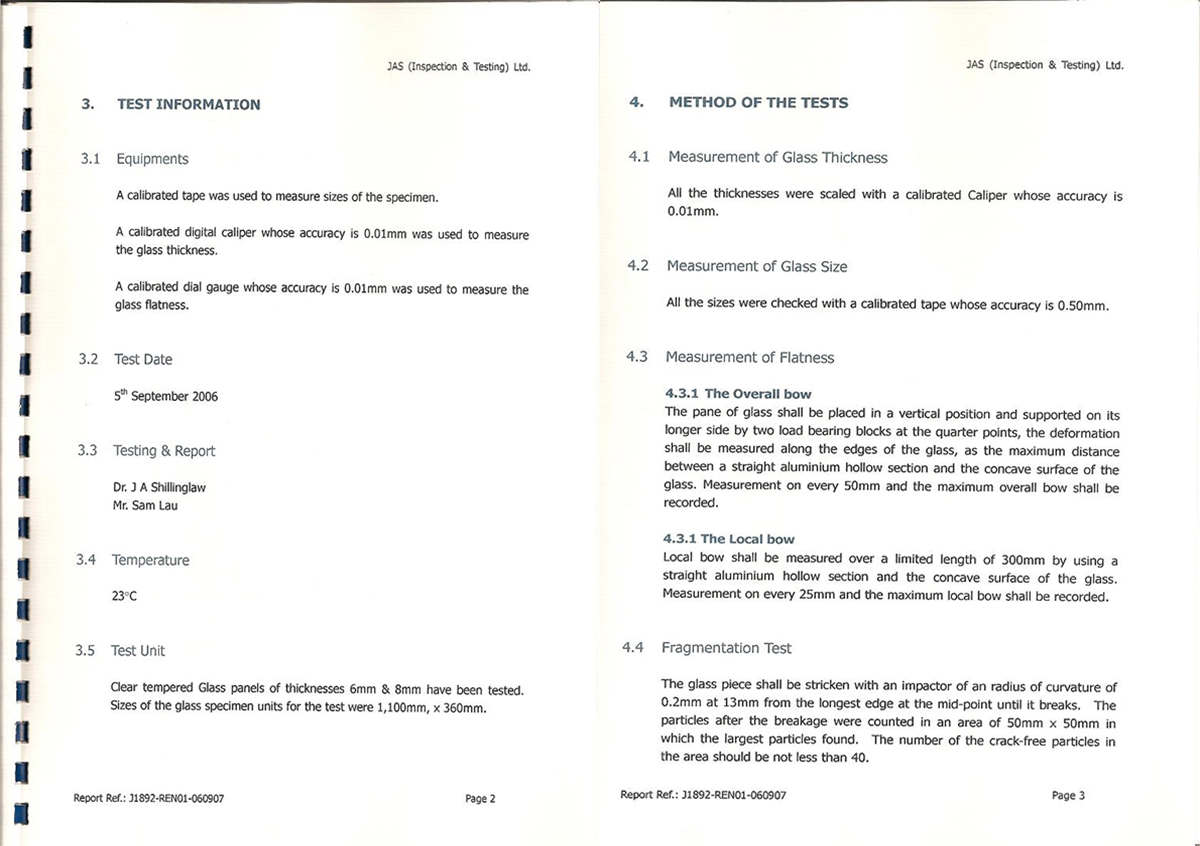 JAS (Inspection & Testing) Ltd.
3. TEST INFORMATION
3.1 Equipments
A calibrated tape was used to measure sizes of the specimen.
A calibrated digital caliper whose accuracy is 0.01mm was used to measure
the glass thickness.
A calibrated dial gauge whose accuracy is 0.01mm was used to measure the
glass flatness.
3.2 Test Date
5th September 2006
3.3 Testing & Report
Dr. J A Shillinglaw
Mr. Sam Lau
3.4 Temperature
23°C
3.5 Test Unit
Clear tempered Glass panels of thicknesses 6mm & 8mm have been tested.
Sizes of the glass specimen units for the test were 1,100mm, x 360mm.
Report Ref.: J1892-REN01-060907 Page 2
JAS (Inspection & Testing) Ltd.
4. METHOD OF THE TESTS
4.1 Measurement of Glass Thickness
All the thicknesses were scaled with a calibrated Caliper whose accuracy is
0.01mm.
4.2 Measurement of Glass Size
All the sizes were checked with a calibrated tape whose accuracy is 0.50mm.
4.3 Measurement of Flatness
4.3.1 The Overall bow
The pane of glass shall be placed in a vertical position and supported on its
longer side by two load bearing blocks at the quarter points, the deformation
shall be measured along the edges of the glass, as the maximum distance
between a straight aluminium hollow section and the concave surface of the
glass. Measurement on every 50mm and the maximum overall bow shall be
recorded.
4.3.1 The Local bow
Local bow shall be measured over a limited length of 300mm by using a
straight aluminium hollow section and the concave surface of the glass.
Measurement on every 25mm and the maximum local bow shall be recorded.
4.4 Fragmentation Test
The glass piece shall be stricken with an impactor of an radius of curvature of
0.2mm at 13mm from the longest edge at the mid-point until it breaks. The
particles after the breakage were counted in an area of 50mm x 50mm in
which the largest particles found. The number of the crack-free particles in
the area should be not less than 40.
Report Ref.: J1892-REN01-060907 Page 3